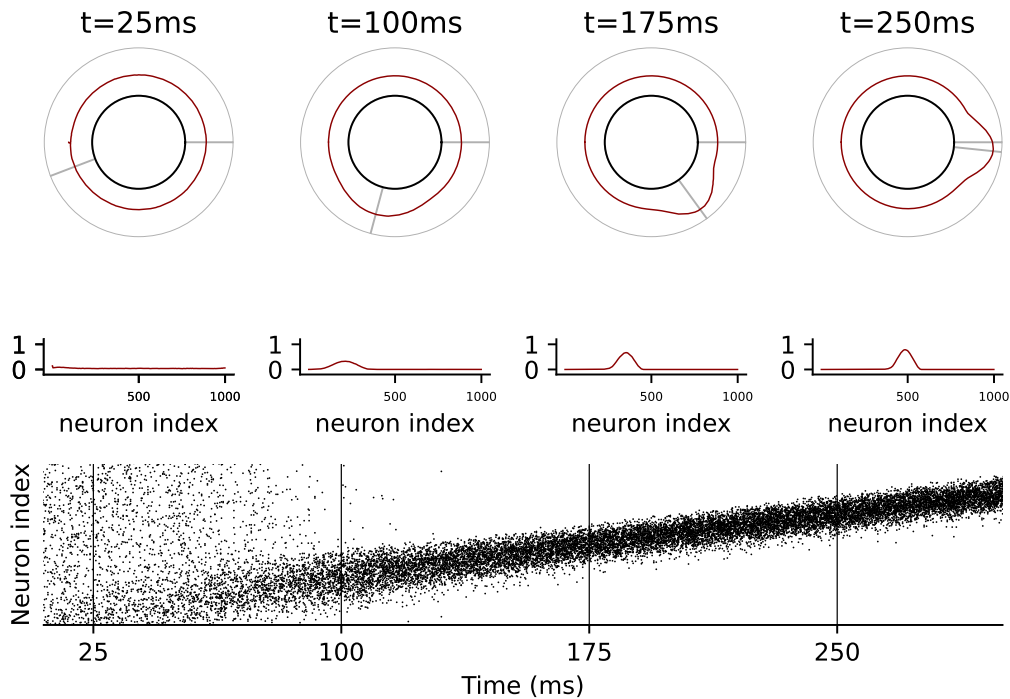 t=25ms t=100ms t=175ms t=250ms
1 1 1 1
0 0 0 0
500 1000 500 1000 500 1000 500 1000
neuron index neuron index neuron index neuron index
Neuron index
25 100 175 250
Time (ms)